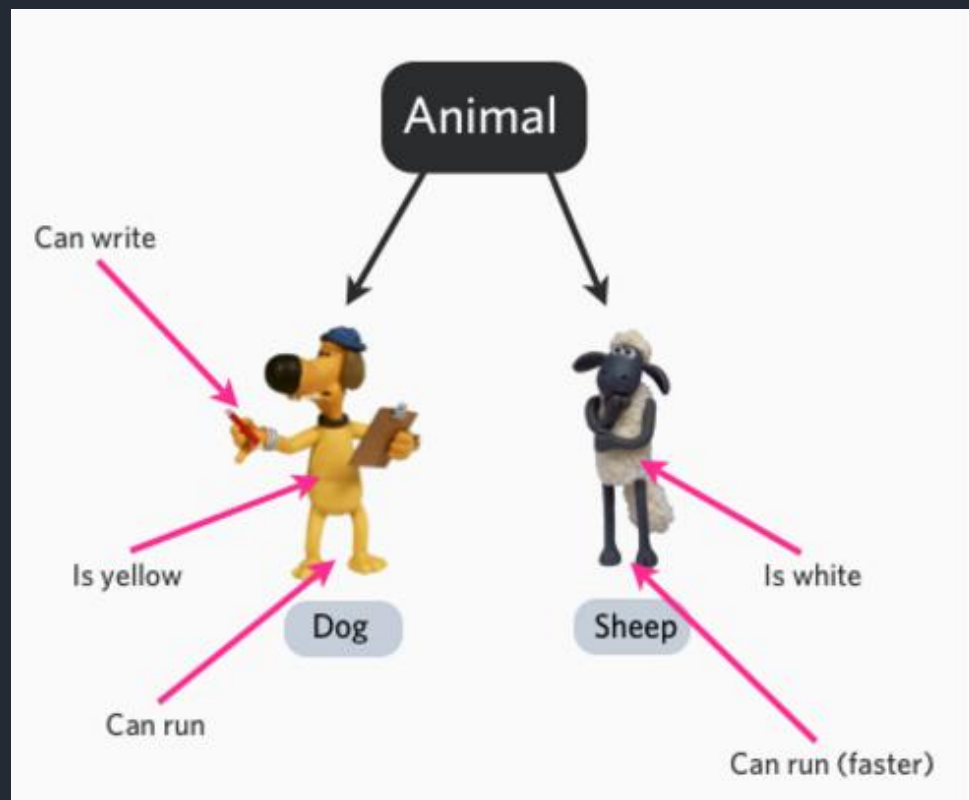 Animal
Can write
Is yellow
Is white
Dog
Sheep
Can run
Can run (faster)